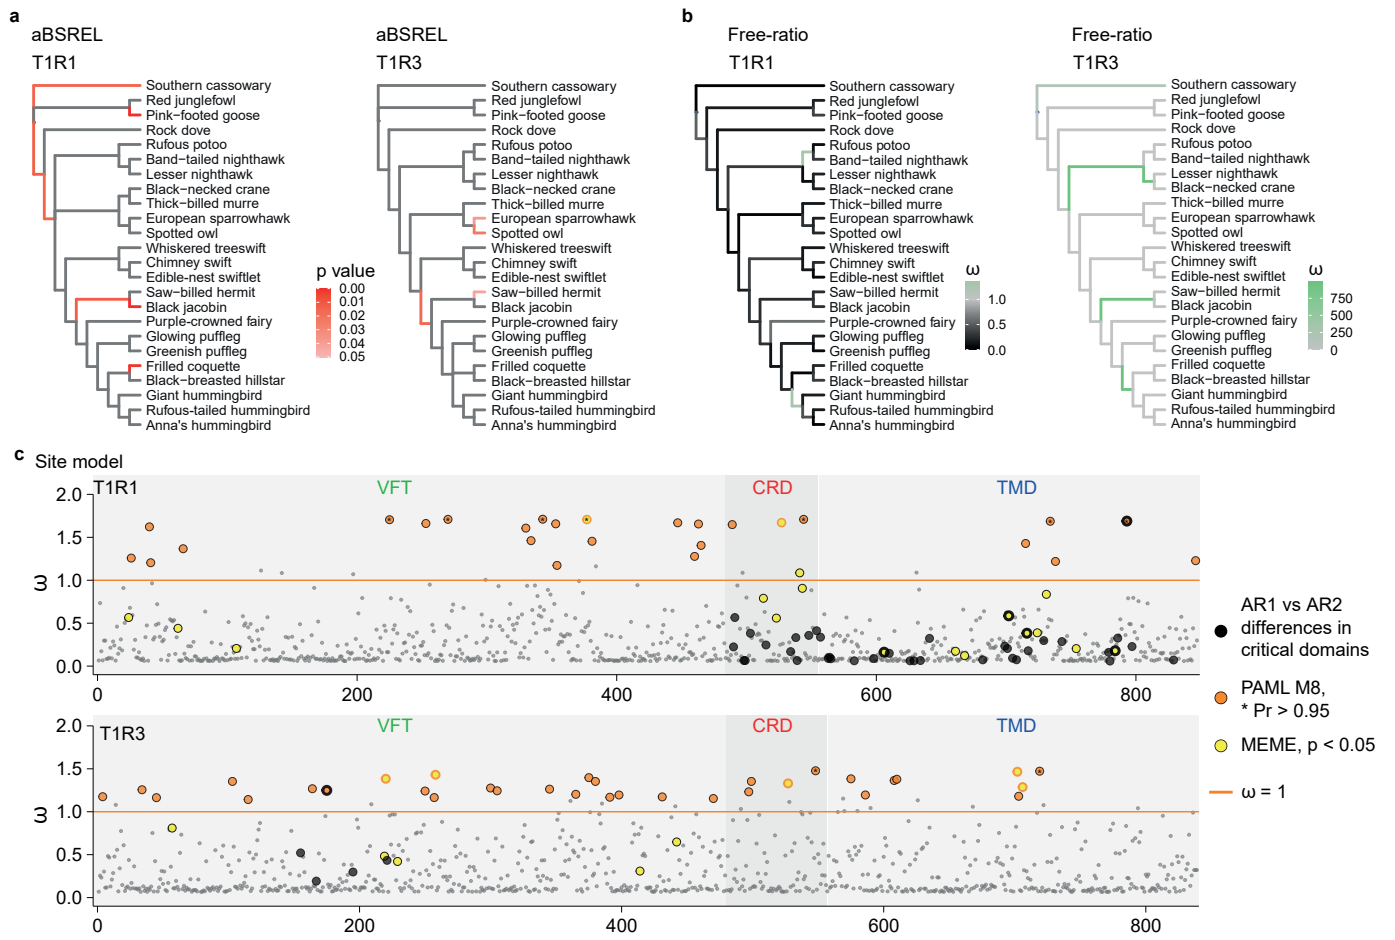 a
aBSREL
T1R1
Southern cassowary
Red junglefowl
Pink−footed goose
Rock dove
Rufous potoo
Band−tailed nighthawk
Lesser nighthawk
Black−necked crane
Thick−billed murre
European sparrowhawk
Spotted owl
Whiskered treeswift
Chimney swift
Edible-nest swiftlet
Saw−billed hermit
Black jacobin
Purple−crowned fairy
Glowing puffleg
Greenish puffleg
Frilled coquette
Black−breasted hillstar
Giant hummingbird
Rufous−tailed hummingbird
Anna's hummingbird
aBSREL
T1R3
Southern cassowary
Red junglefowl
Pink−footed goose
Rock dove
Rufous potoo
Band−tailed nighthawk
Lesser nighthawk
Black−necked crane
Thick−billed murre
European sparrowhawk
Spotted owl
Whiskered treeswift
Chimney swift
Edible-nest swiftlet
Saw−billed hermit
Black jacobin
Purple−crowned fairy
Glowing puffleg
Greenish puffleg
Frilled coquette
Black−breasted hillstar
Giant hummingbird
Rufous−tailed hummingbird
Anna's hummingbird
p value
0.00
0.01
0.02
0.03
0.04
0.05
b
Free-ratio
T1R1
Southern cassowary
Red junglefowl
Pink−footed goose
Rock dove
Rufous potoo
Band−tailed nighthawk
Lesser nighthawk
Black−necked crane
Thick−billed murre
European sparrowhawk
Spotted owl
Whiskered treeswift
Chimney swift
Edible-nest swiftlet
Saw−billed hermit
Black jacobin
Purple−crowned fairy
Glowing puffleg
Greenish puffleg
Frilled coquette
Black−breasted hillstar
Giant hummingbird
Rufous−tailed hummingbird
Anna's hummingbird
ω
1.0
0.5
0.0
Free-ratio
T1R3
Southern cassowary
Red junglefowl
Pink−footed goose
Rock dove
Rufous potoo
Band−tailed nighthawk
Lesser nighthawk
Black−necked crane
Thick−billed murre
European sparrowhawk
Spotted owl
Whiskered treeswift
Chimney swift
Edible-nest swiftlet
Saw−billed hermit
Black jacobin
Purple−crowned fairy
Glowing puffleg
Greenish puffleg
Frilled coquette
Black−breasted hillstar
Giant hummingbird
Rufous−tailed hummingbird
Anna's hummingbird
ω
750
500
250
0
c
Site model
T1R1
VFT
CRD
TMD
2.0
1.5
1.0
0.5
0.0
ω
0
200
400
600
800
T1R3
VFT
CRD
TMD
2.0
1.5
1.0
0.5
0.0
ω
0
200
400
600
800
AR1 vs AR2
differences in
critical domains
PAML M8,
* Pr > 0.95
MEME, p < 0.05
ω = 1